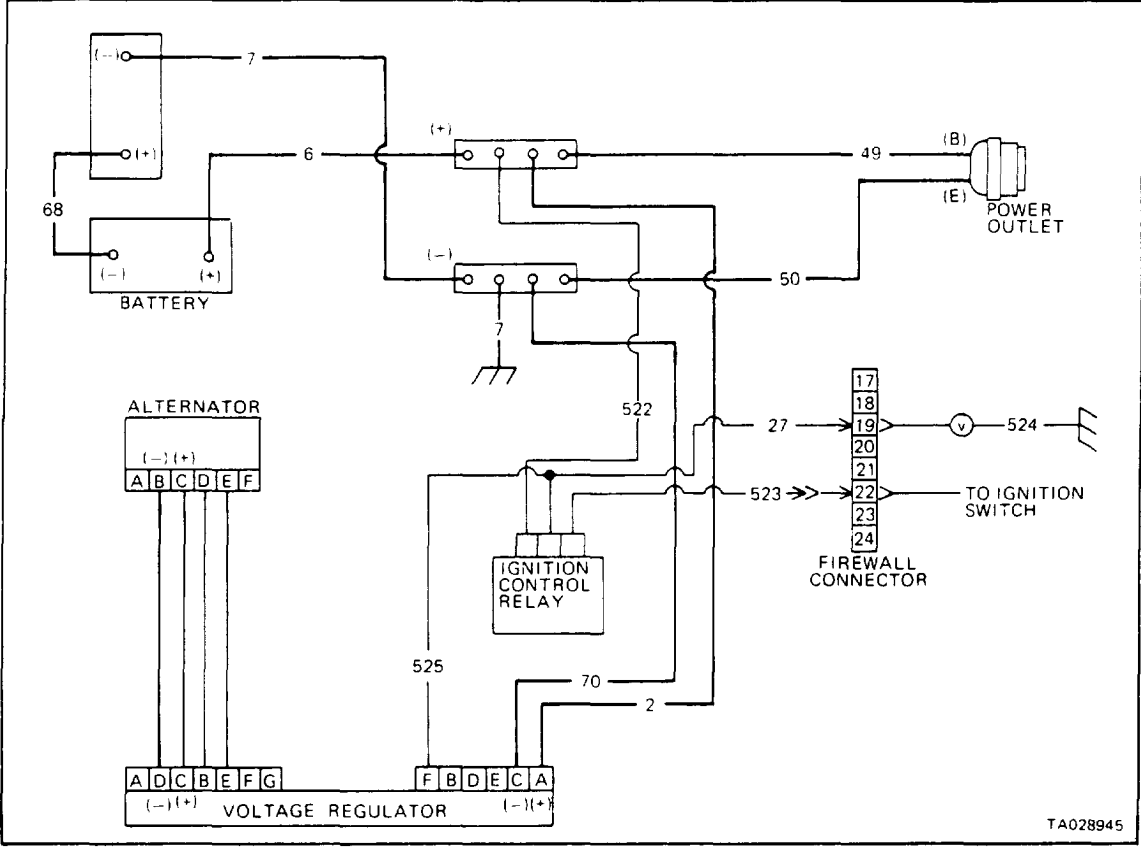 (−) 7
(+) (B)
(+) 6 49
(E)
68 POWER
OUTLET
(−) (+) (−) 50
BATTERY
7
17
ALTERNATOR 18
522 27 19 V 524
20
(−) (+) 21
A B C D E F 523 22 TO IGNITION
SWITCH
23
24
IGNITION
CONTROL
RELAY
FIREWALL
CONNECTOR
525
70
2
A D C B E F G F B D E C A
(−) (+) VOLTAGE REGULATOR (−) (+)
TA028945